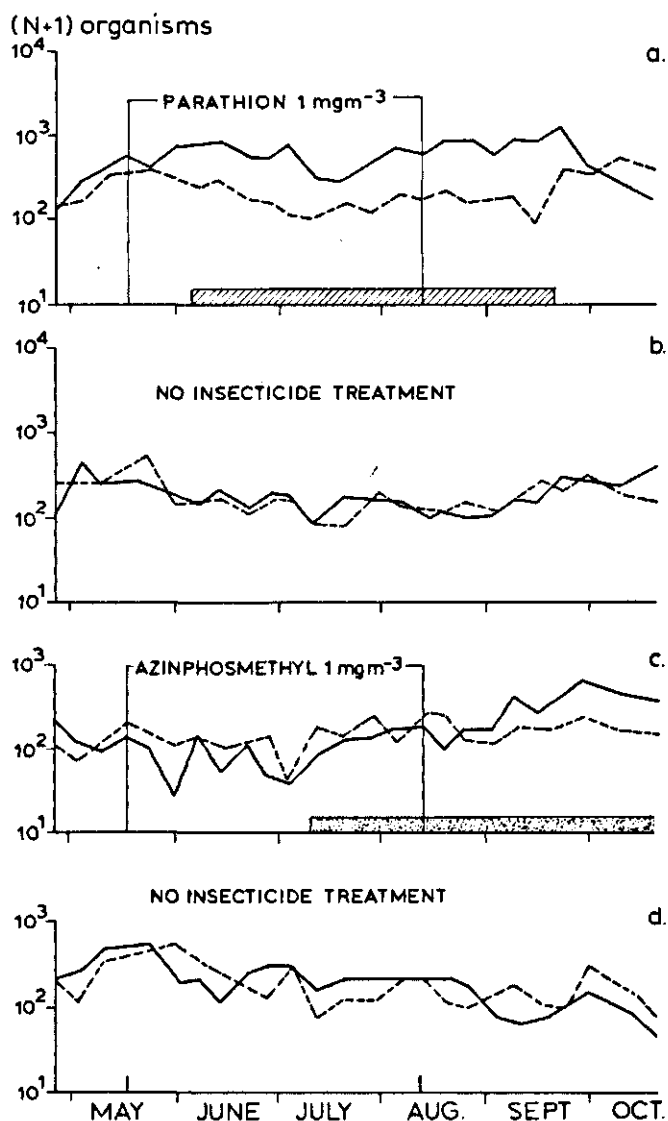 (N+1) organisms
a.
10⁴
PARATHION 1 mgm⁻³
10³
10²
10¹
b.
10⁴
NO INSECTICIDE TREATMENT
10³
10²
10¹
c.
10³
AZINPHOSMETHYL 1 mgm⁻³
10²
10¹
NO INSECTICIDE TREATMENT
d.
10³
10²
10¹
MAY JUNE JULY AUG. SEPT OCT.